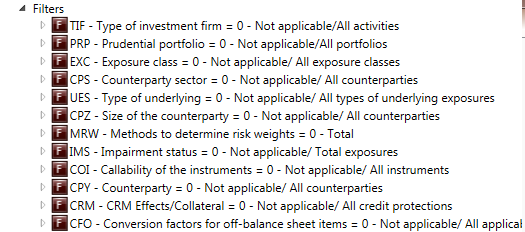 Filters
F TIF - Type of investment firm = 0 - Not applicable/All activities
F PRP - Prudential portfolio = 0 - Not applicable/All portfolios
F EXC - Exposure class = 0 - Not applicable/ All exposure classes
F CPS - Counterparty sector = 0 - Not applicable/ All counterparties
F UES - Type of underlying = 0 - Not applicable/ All types of underlying exposures
F CPZ - Size of the counterparty = 0 - Not applicable/ All counterparties
F MRW - Methods to determine risk weights = 0 - Total
F IMS - Impairment status = 0 - Not applicable/ Total exposures
F COI - Callability of the instruments = 0 - Not applicable/ All instruments
F CPY - Counterparty = 0 - Not applicable/ All counterparties
F CRM - CRM Effects/Collateral = 0 - Not applicable/ All credit protections
F CFO - Conversion factors for off-balance sheet items = 0 - Not applicable/ All applical